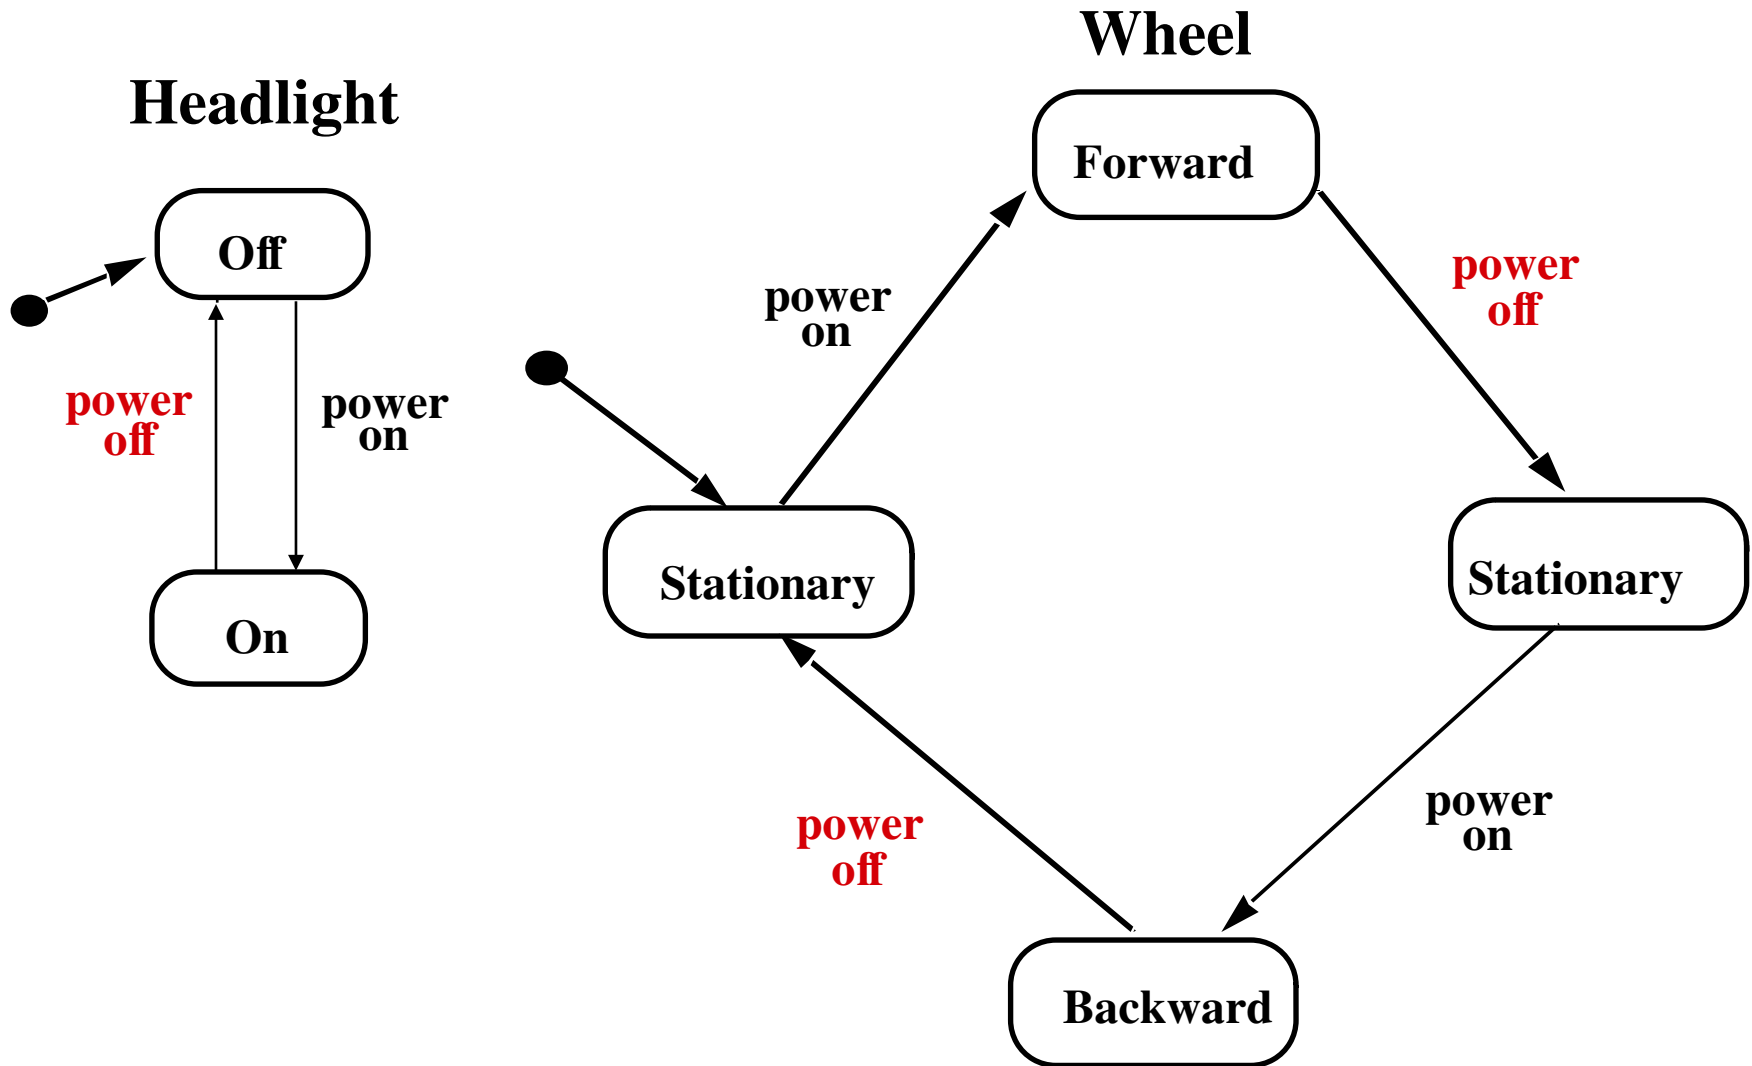 Headlight
Off
power
off
power
on
On
Wheel
Forward
power
on
power
off
Stationary
Stationary
power
off
power
on
Backward